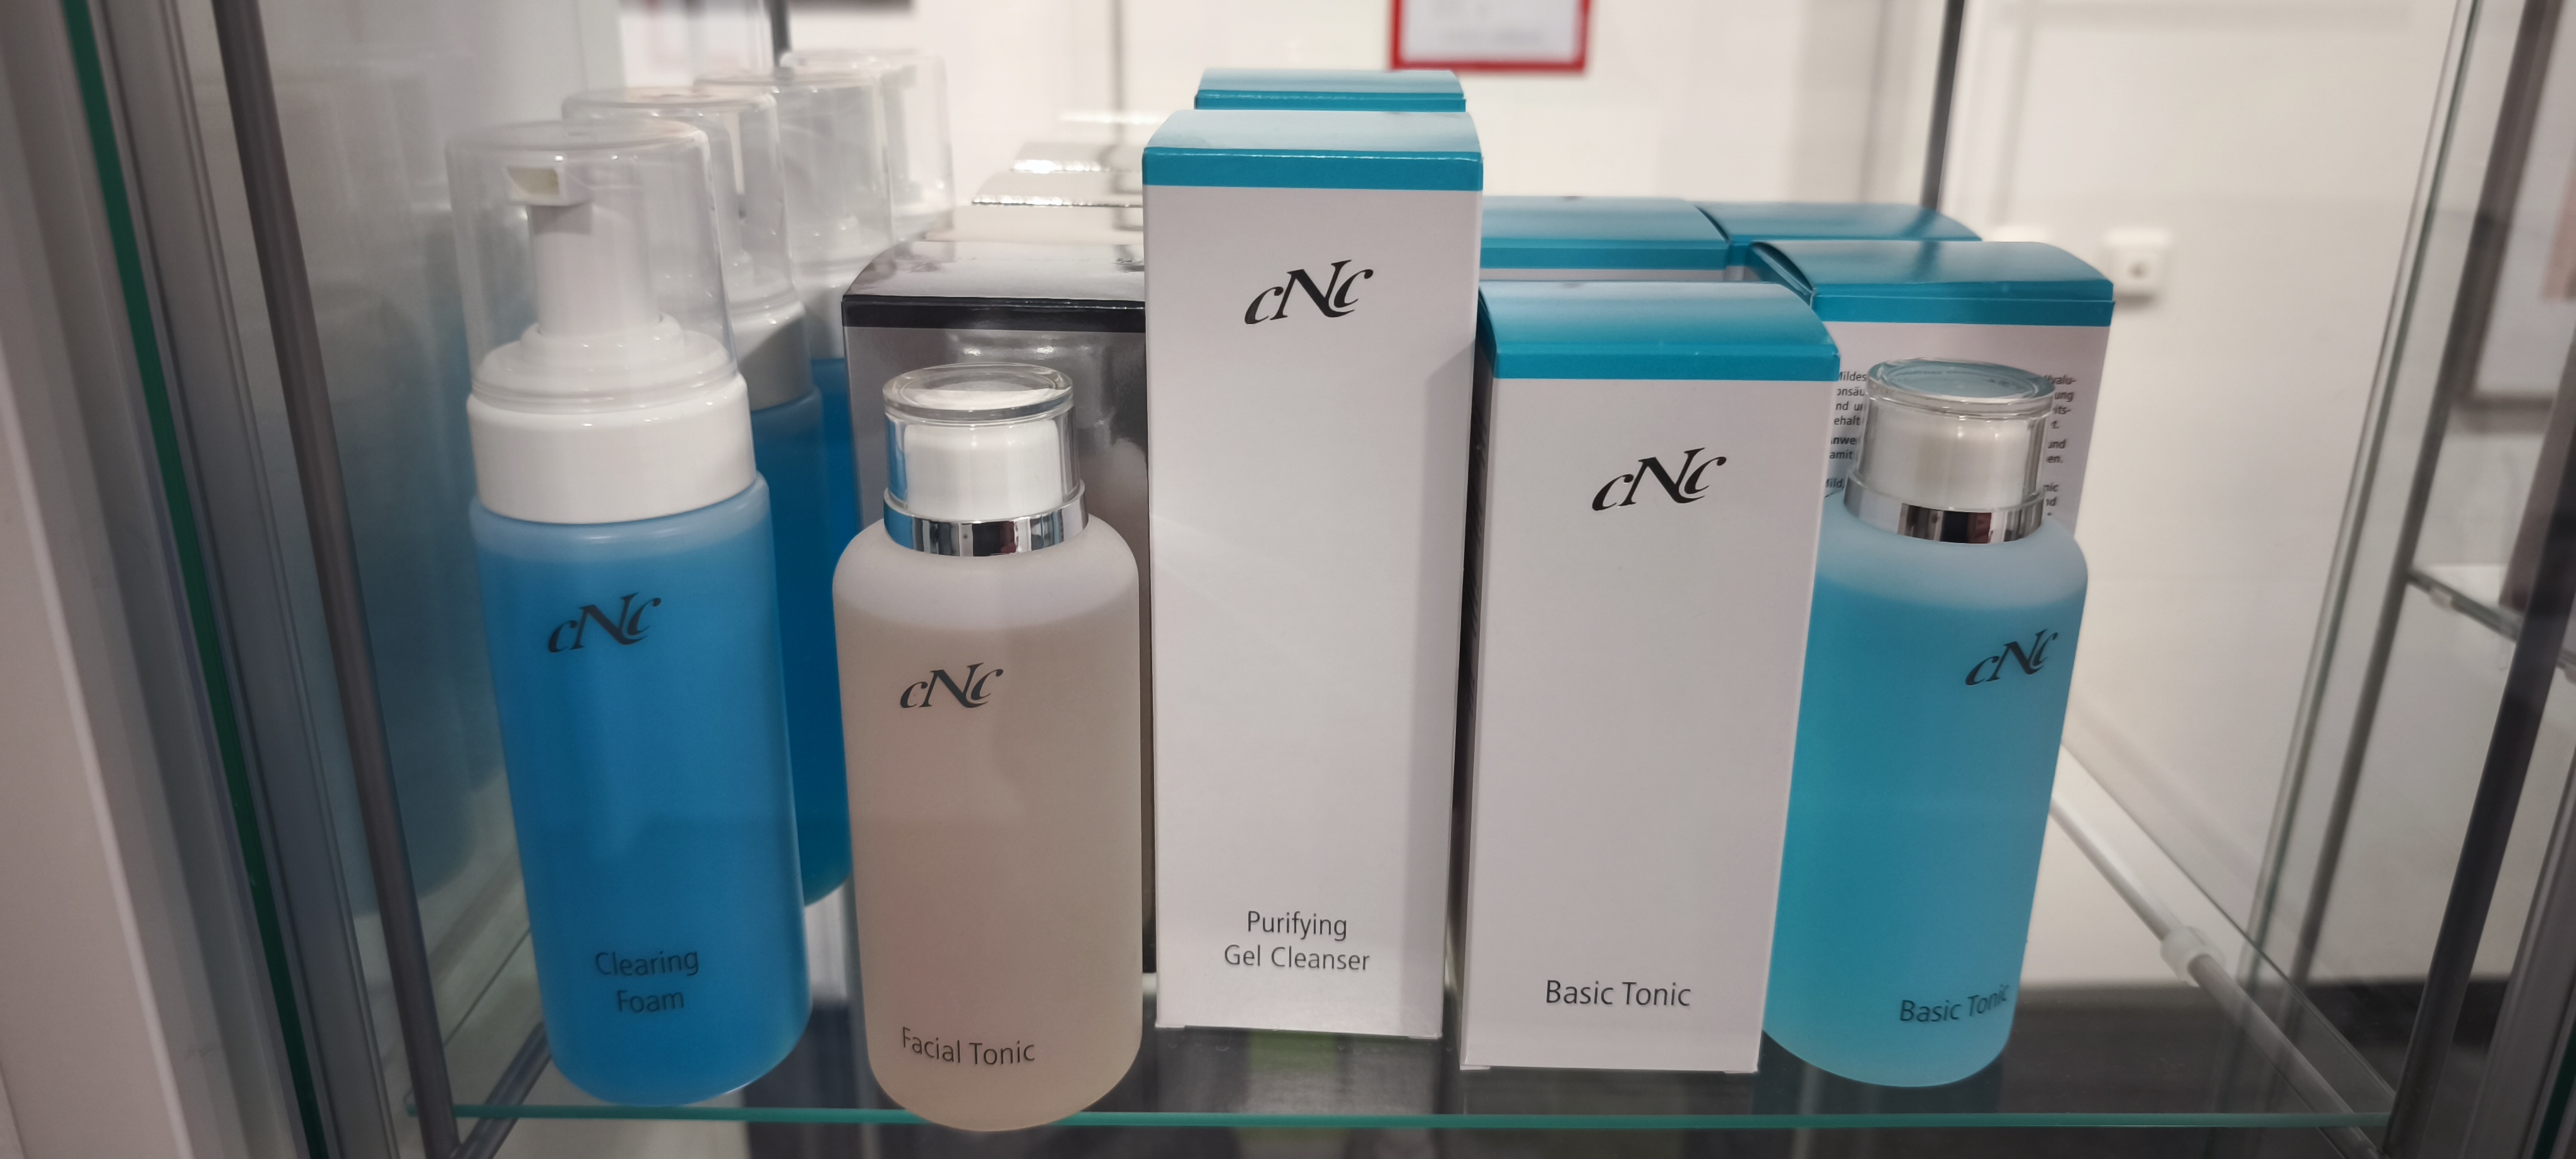 cNc
Clearing
Foam
cNc
Facial Tonic
cNc
Purifying
Gel Cleanser
cNc
Basic Tonic
cNc
Basic Tonic